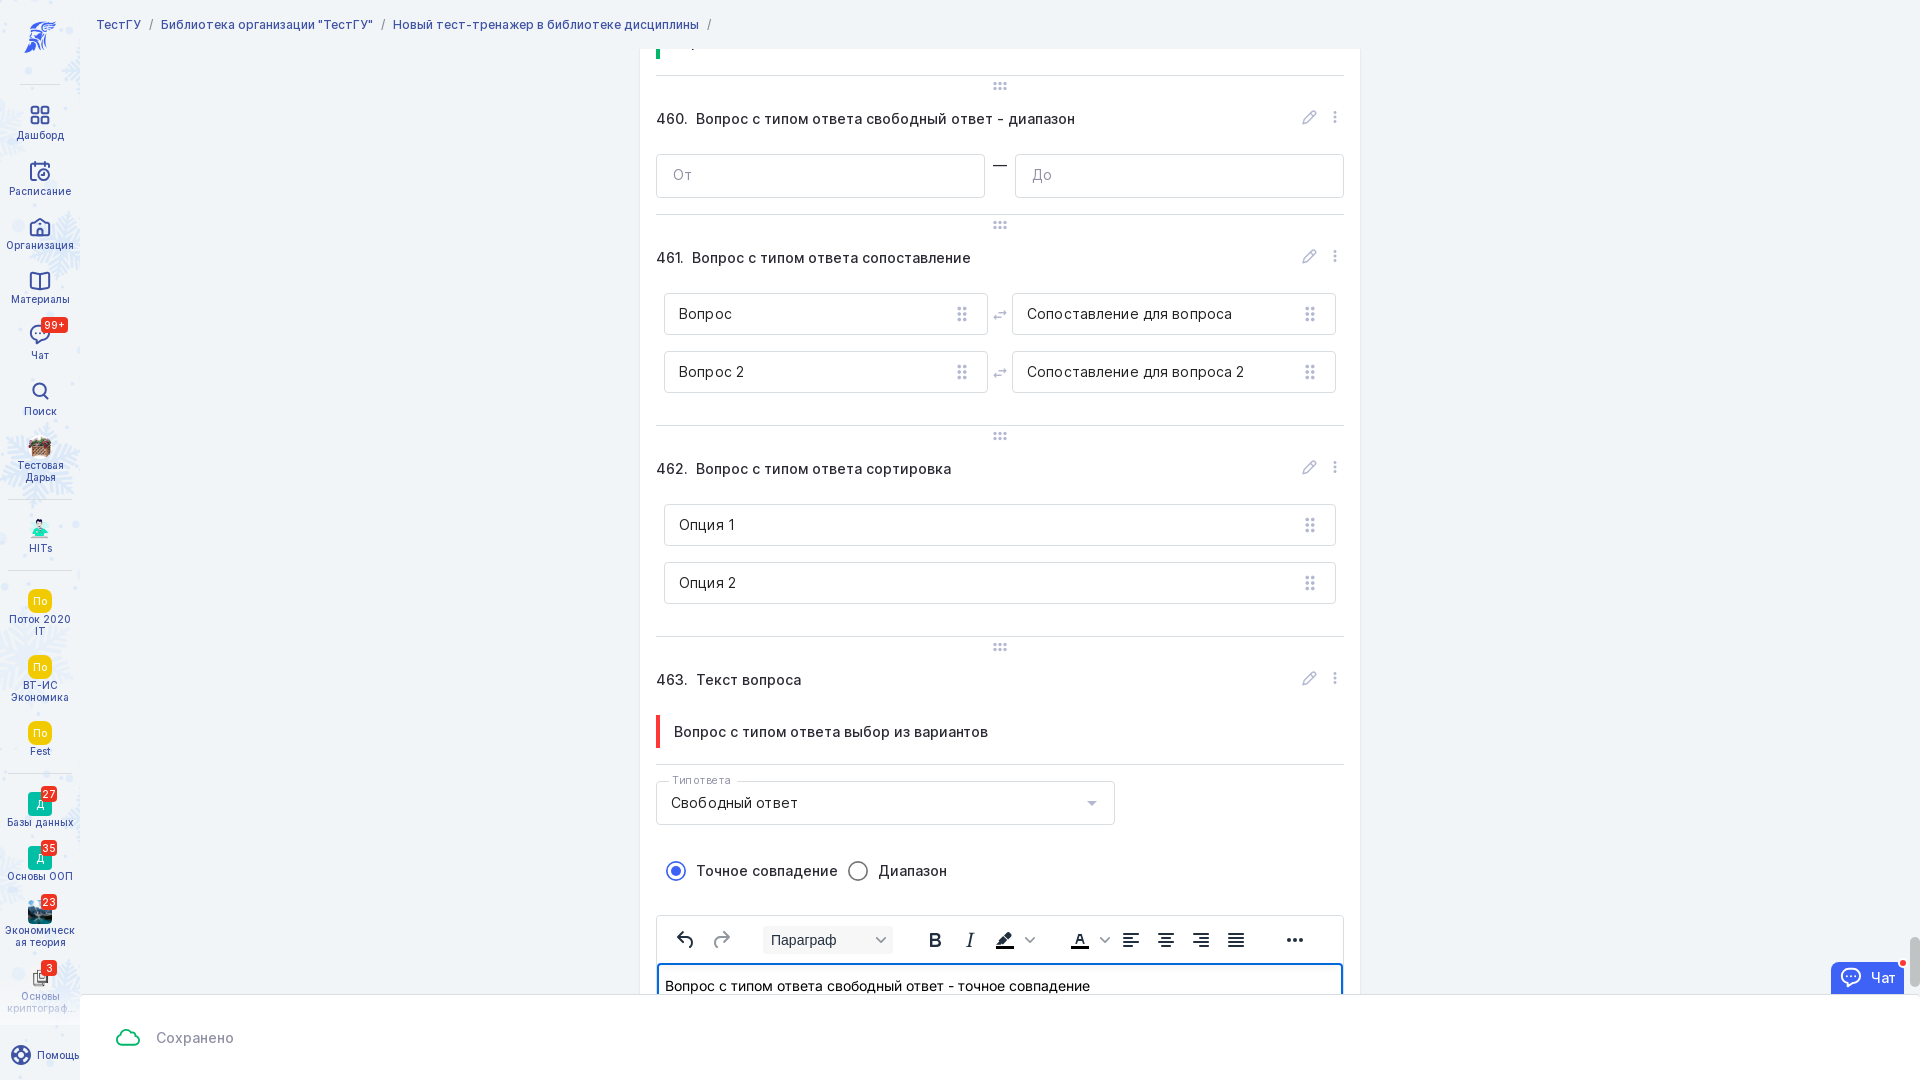 ТестГУ / Библиотека организации "ТестГУ" / Новый тест-тренажер в библиотеке дисциплины /
Дашборд
Расписание
Организация
Материалы
99+
Чат
Поиск
Тестовая
Дарья
HITs
По
Поток 2020
IT
По
ВТ-ИС
Экономика
По
Fest
27
Д
Базы данных
35
Д
Основы ООП
23
Экономическ
ая теория
3
Основы
криптограф...
Помощь
460. Вопрос с типом ответа свободный ответ - диапазон
От — До
461. Вопрос с типом ответа сопоставление
Вопрос Сопоставление для вопроса
Вопрос 2 Сопоставление для вопроса 2
462. Вопрос с типом ответа сортировка
Опция 1
Опция 2
463. Текст вопроса
Вопрос с типом ответа выбор из вариантов
Тип ответа
Свободный ответ
Точное совпадение Диапазон
Параграф
Вопрос с типом ответа свободный ответ - точное совпадение
Чат
Сохранено